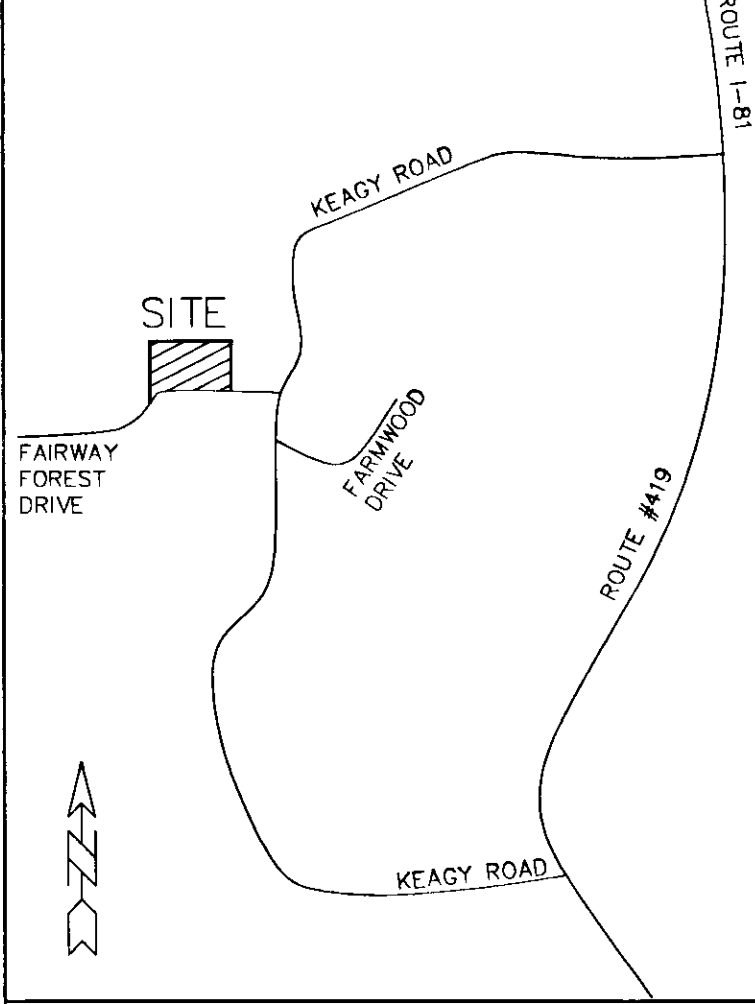 ROUTE I-81
KEAGY ROAD
SITE
FAIRWAY
FOREST
DRIVE
FARMWOOD
DRIVE
ROUTE #419
N
KEAGY ROAD